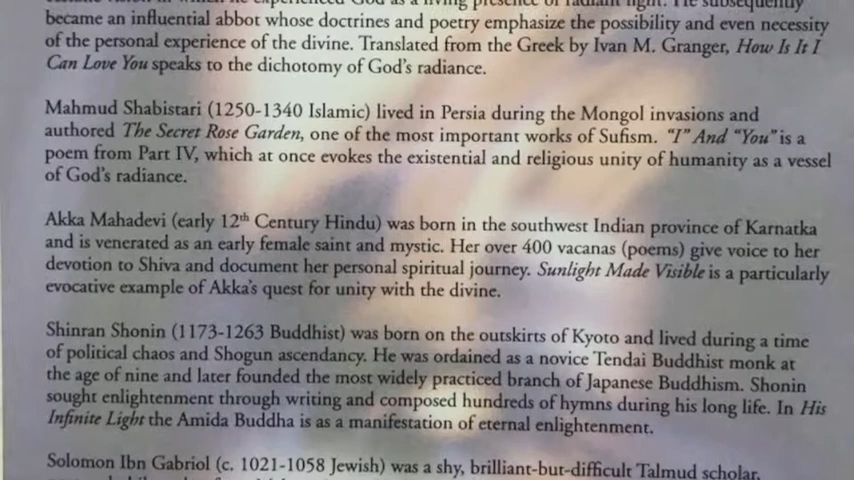 became an influential abbot whose doctrines and poetry emphasize the possibility and even necessity
of the personal experience of the divine. Translated from the Greek by Ivan M. Granger, How Is It I
Can Love You speaks to the dichotomy of God's radiance.
Mahmud Shabistari (1250-1340 Islamic) lived in Persia during the Mongol invasions and
authored The Secret Rose Garden, one of the most important works of Sufism. "I" And "You" is a
poem from Part IV, which at once evokes the existential and religious unity of humanity as a vessel
of God's radiance.
Akka Mahadevi (early 12th Century Hindu) was born in the southwest Indian province of Karnatka
and is venerated as an early female saint and mystic. Her over 400 vacanas (poems) give voice to her
devotion to Shiva and document her personal spiritual journey. Sunlight Made Visible is a particularly
evocative example of Akka's quest for unity with the divine.
Shinran Shonin (1173-1263 Buddhist) was born on the outskirts of Kyoto and lived during a time
of political chaos and Shogun ascendancy. He was ordained as a novice Tendai Buddhist monk at
the age of nine and later founded the most widely practiced branch of Japanese Buddhism. Shonin
sought enlightenment through writing and composed hundreds of hymns during his long life. In His
Infinite Light the Amida Buddha is as a manifestation of eternal enlightenment.
Solomon Ibn Gabriol (c. 1021-1058 Jewish) was a shy, brilliant-but-difficult Talmud scholar,